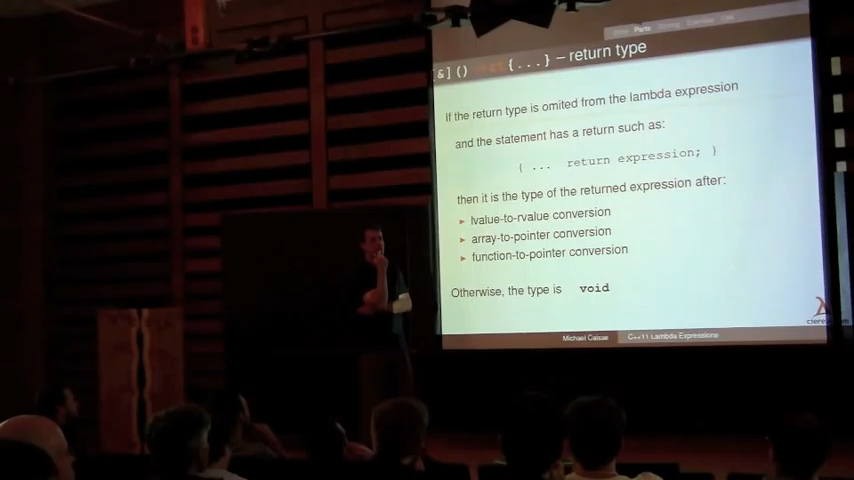 Parts
[&]() {...} – return type
If the return type is omited from the lambda expression
and the statement has a return such as:
{ ... return expression; }
then it is the type of the returned expression after:
lvalue-to-rvalue conversion
array-to-pointer conversion
function-to-pointer conversion
Otherwise, the type is void
Michael Caisse C++11 Lambda Expressions